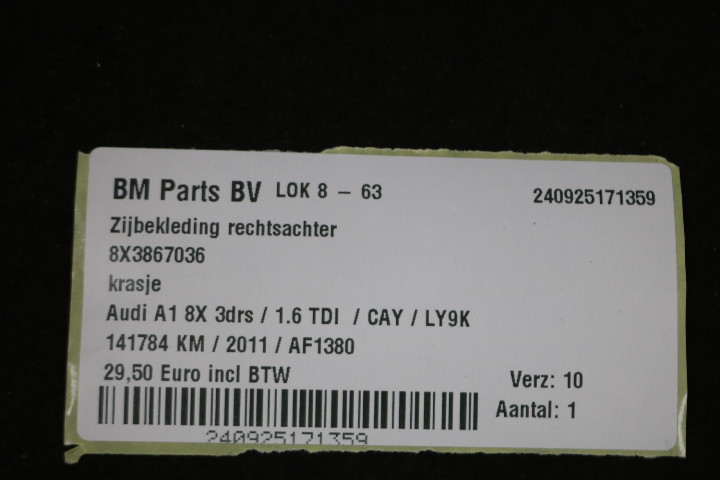 BM Parts BV LOK 8 - 63 240925171359
Zijbekleding rechtsachter
8X3867036
krasje
Audi A1 8X 3drs / 1.6 TDI / CAY / LY9K
141784 KM / 2011 / AF1380
29,50 Euro incl BTW Verz: 10
Aantal: 1
240925171359